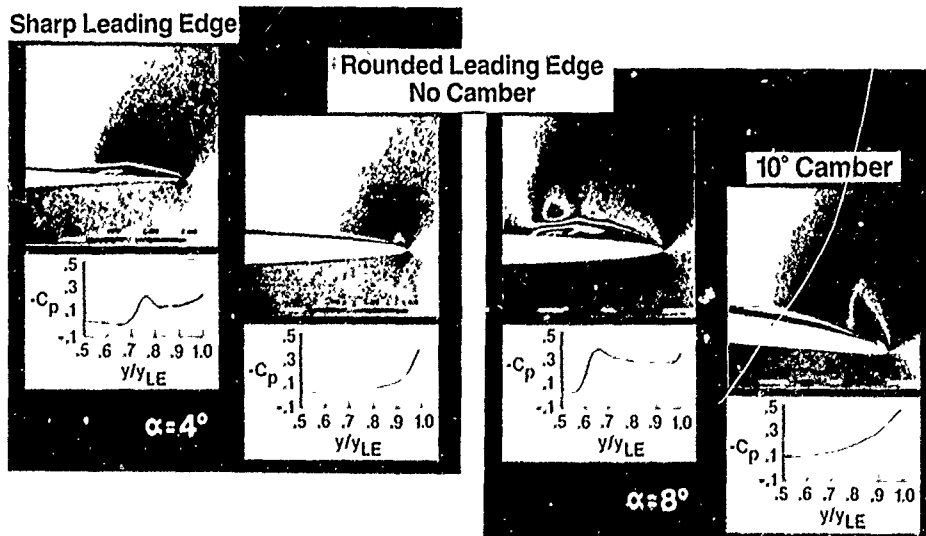 Sharp Leading Edge
Rounded Leading Edge
No Camber
10° Camber
.5
.3
-Cp
.1
-.1
.5 .6 .7 .8 .9 1.0
y/yLE
α=4°
.5
.3
-Cp
.1
-.1
.5 .6 .7 .8 .9 1.0
y/yLE
.5
.3
-Cp
.1
-.1
.5 .6 .7 .8 .9 1.0
y/yLE
α=8°
.5
.3
-Cp
.1
-.1
.5 .6 .7 .8 .9 1.0
y/yLE